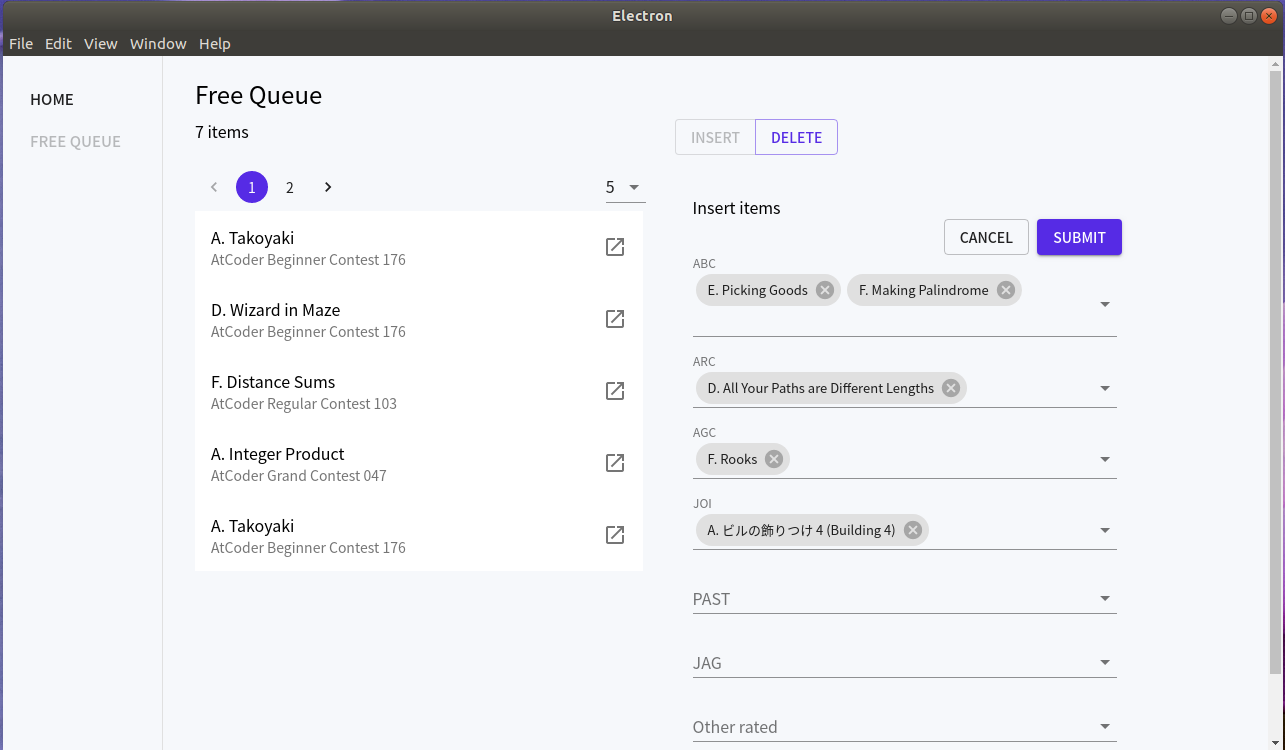 Electron
File Edit View Window Help
HOME
FREE QUEUE
Free Queue
7 items
1 2
5
A. Takoyaki
AtCoder Beginner Contest 176
D. Wizard in Maze
AtCoder Beginner Contest 176
F. Distance Sums
AtCoder Regular Contest 103
A. Integer Product
AtCoder Grand Contest 047
A. Takoyaki
AtCoder Beginner Contest 176
INSERT DELETE
Insert items
CANCEL SUBMIT
ABC
E. Picking Goods F. Making Palindrome
ARC
D. All Your Paths are Different Lengths
AGC
F. Rooks
JOI
A. ビルの飾りつけ 4 (Building 4)
PAST
JAG
Other rated